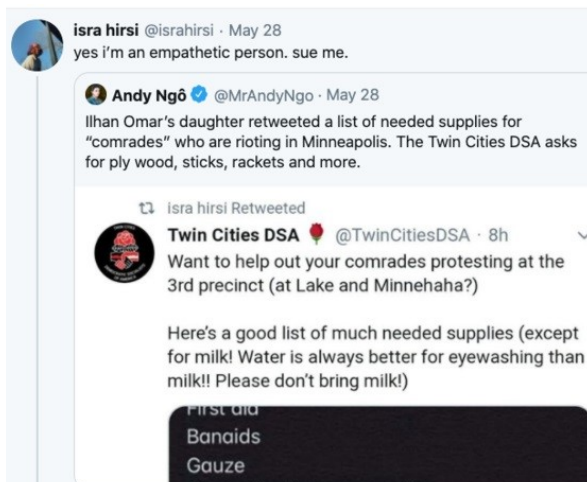 isra hirsi @israhirsi · May 28
yes i'm an empathetic person. sue me.
Andy Ngô @MrAndyNgo · May 28
Ilhan Omar's daughter retweeted a list of needed supplies for
“comrades” who are rioting in Minneapolis. The Twin Cities DSA asks
for ply wood, sticks, rackets and more.
isra hirsi Retweeted
Twin Cities DSA 🌹 @TwinCitiesDSA · 8h
Want to help out your comrades protesting at the
3rd precinct (at Lake and Minnehaha?)
Here's a good list of much needed supplies (except
for milk! Water is always better for eyewashing than
milk!! Please don't bring milk!)
First aid
Banaids
Gauze